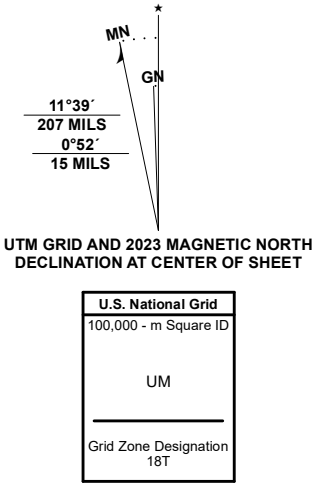 ★
MN
GN
11°39´
207 MILS
0°52´
15 MILS
UTM GRID AND 2023 MAGNETIC NORTH
DECLINATION AT CENTER OF SHEET
U.S. National Grid
100,000 - m Square ID
UM
Grid Zone Designation
18T